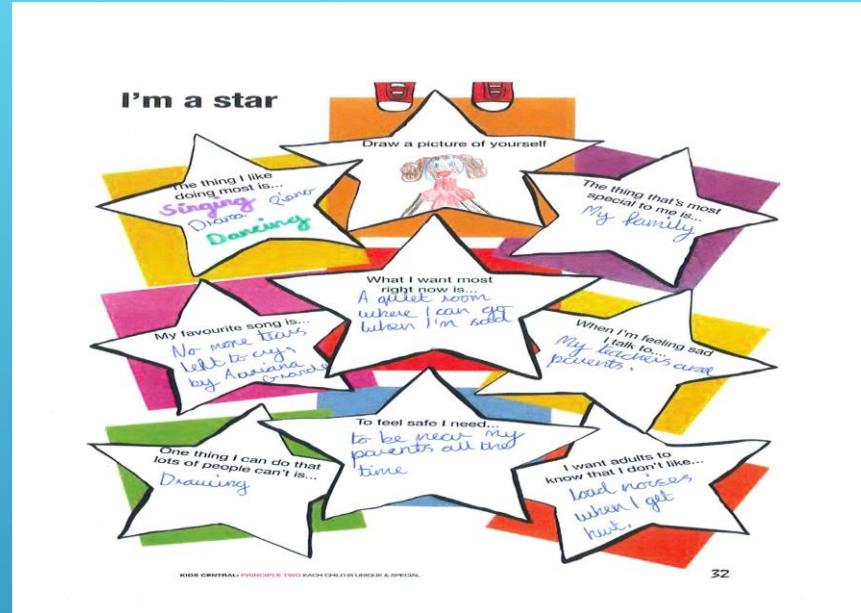 I'm a star
Draw a picture of yourself
The thing I like
doing most is...
Singing
Piano
Drama
Dancing
The thing that's most
special to me is...
My family
What I want most
right now is...
A quiet room
where I can go
when I'm sad
My favourite song is...
No more tears
left to cry,
by Aariana
Grande
When I'm feeling sad
I talk to....
My teachers and
parents.
One thing I can do that
lots of people can't is...
Drawing
To feel safe I need...
to be near my
parents all the
time
I want adults to
know that I don't like...
load noises
when I get
hurt,
KIDS CENTRAL: PRINCIPLE TWO EACH CHILD IS UNIQUE & SPECIAL
32